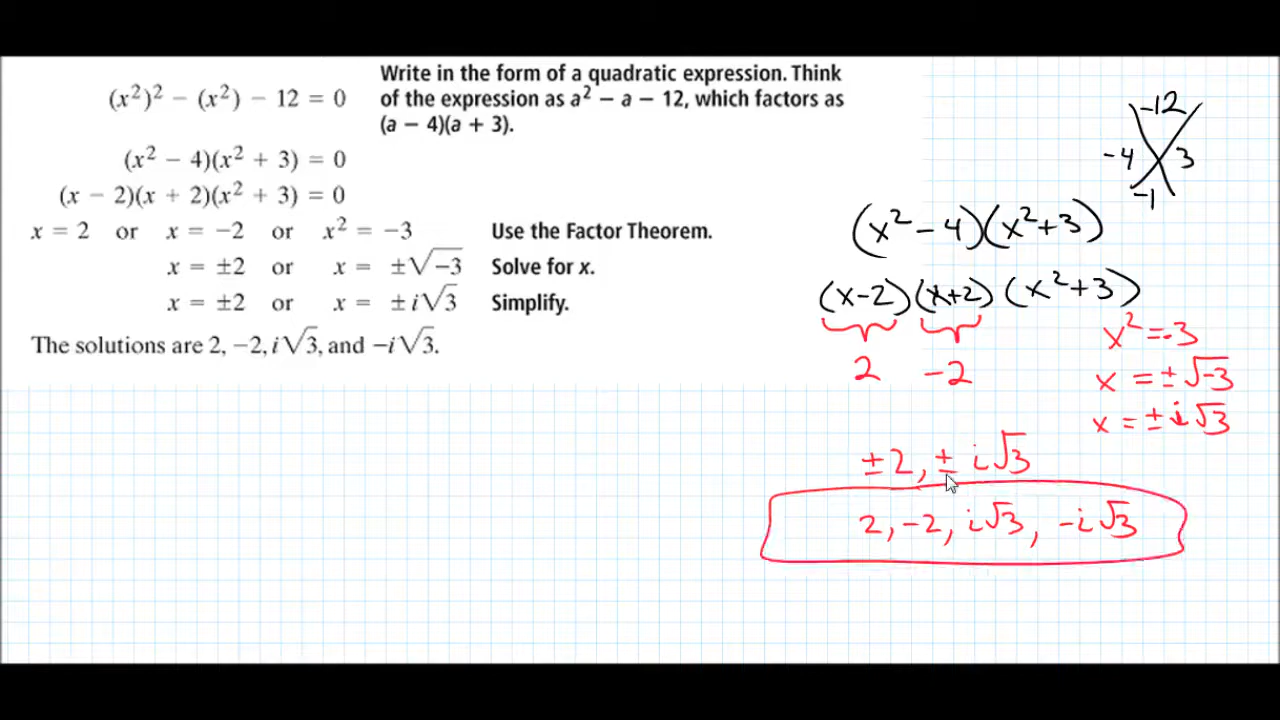 (x²)² − (x²) − 12 = 0
Write in the form of a quadratic expression. Think
of the expression as a² − a − 12, which factors as
(a − 4)(a + 3).
(x² − 4)(x² + 3) = 0
(x − 2)(x + 2)(x² + 3) = 0
x = 2 or x = −2 or x² = −3 Use the Factor Theorem.
x = ±2 or x = ±√−3 Solve for x.
x = ±2 or x = ±i√3 Simplify.
The solutions are 2, −2, i√3, and −i√3.
-12
-4 3
-1
(x² − 4)(x² + 3)
(x-2)(x+2)(x²+3)
2 -2
x² = -3
x = ±√-3
x = ±i√3
±2, ± i√3
2, -2, i√3, -i√3